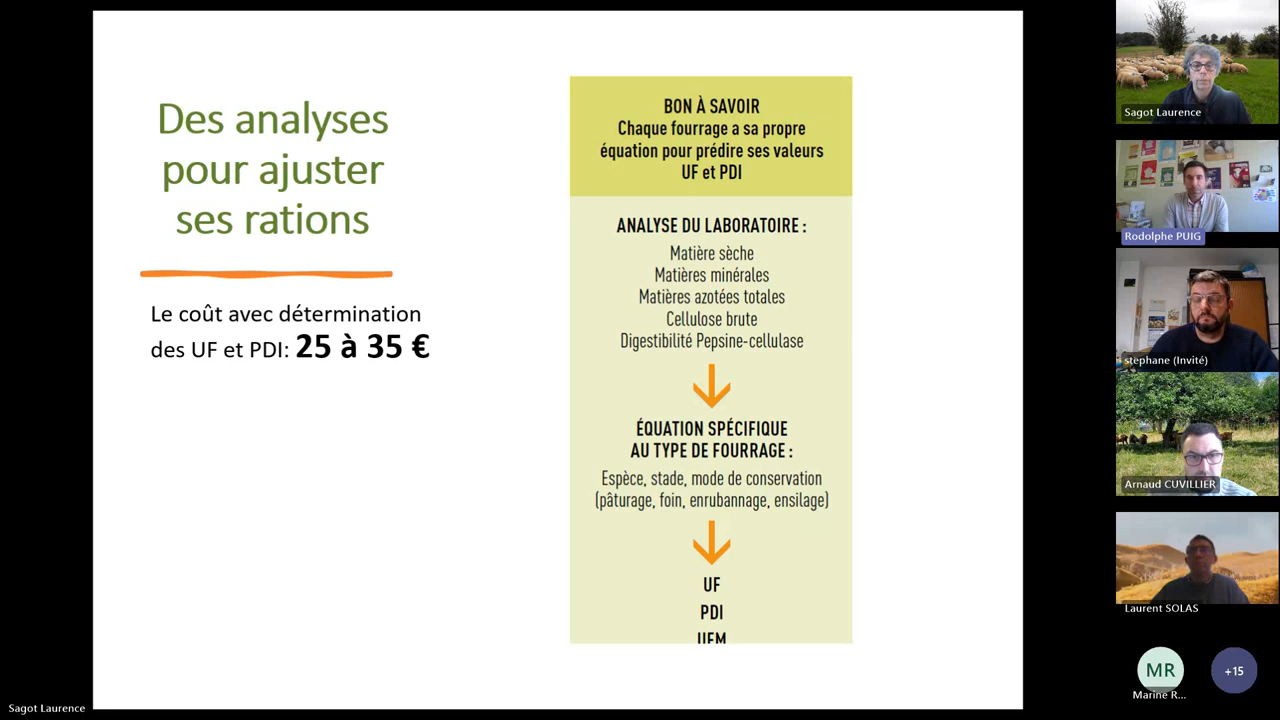 Des analyses
pour ajuster
ses rations
Le coût avec détermination
des UF et PDI: 25 à 35 €
BON À SAVOIR
Chaque fourrage a sa propre
équation pour prédire ses valeurs
UF et PDI
ANALYSE DU LABORATOIRE :
Matière sèche
Matières minérales
Matières azotées totales
Cellulose brute
Digestibilité Pepsine-cellulase
ÉQUATION SPÉCIFIQUE
AU TYPE DE FOURRAGE :
Espèce, stade, mode de conservation
(pâturage, foin, enrubannage, ensilage)
UF
PDI
UEM
Sagot Laurence
Rodolphe PUIG
stephane (Invité)
Arnaud CUVILLIER
Laurent SOLAS
MR
+15
Marine R...
Sagot Laurence